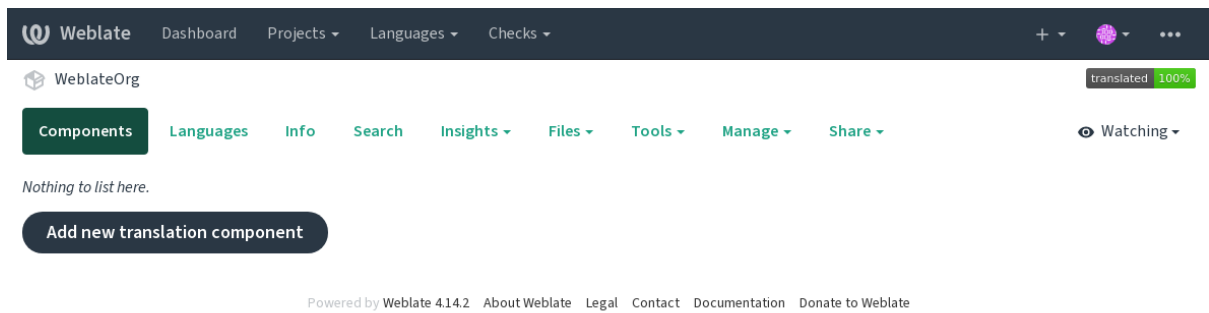 Weblate Dashboard Projects Languages Checks
WeblateOrg translated 100%
Components Languages Info Search Insights Files Tools Manage Share Watching
Nothing to list here.
Add new translation component
Powered by Weblate 4.14.2 About Weblate Legal Contact Documentation Donate to Weblate